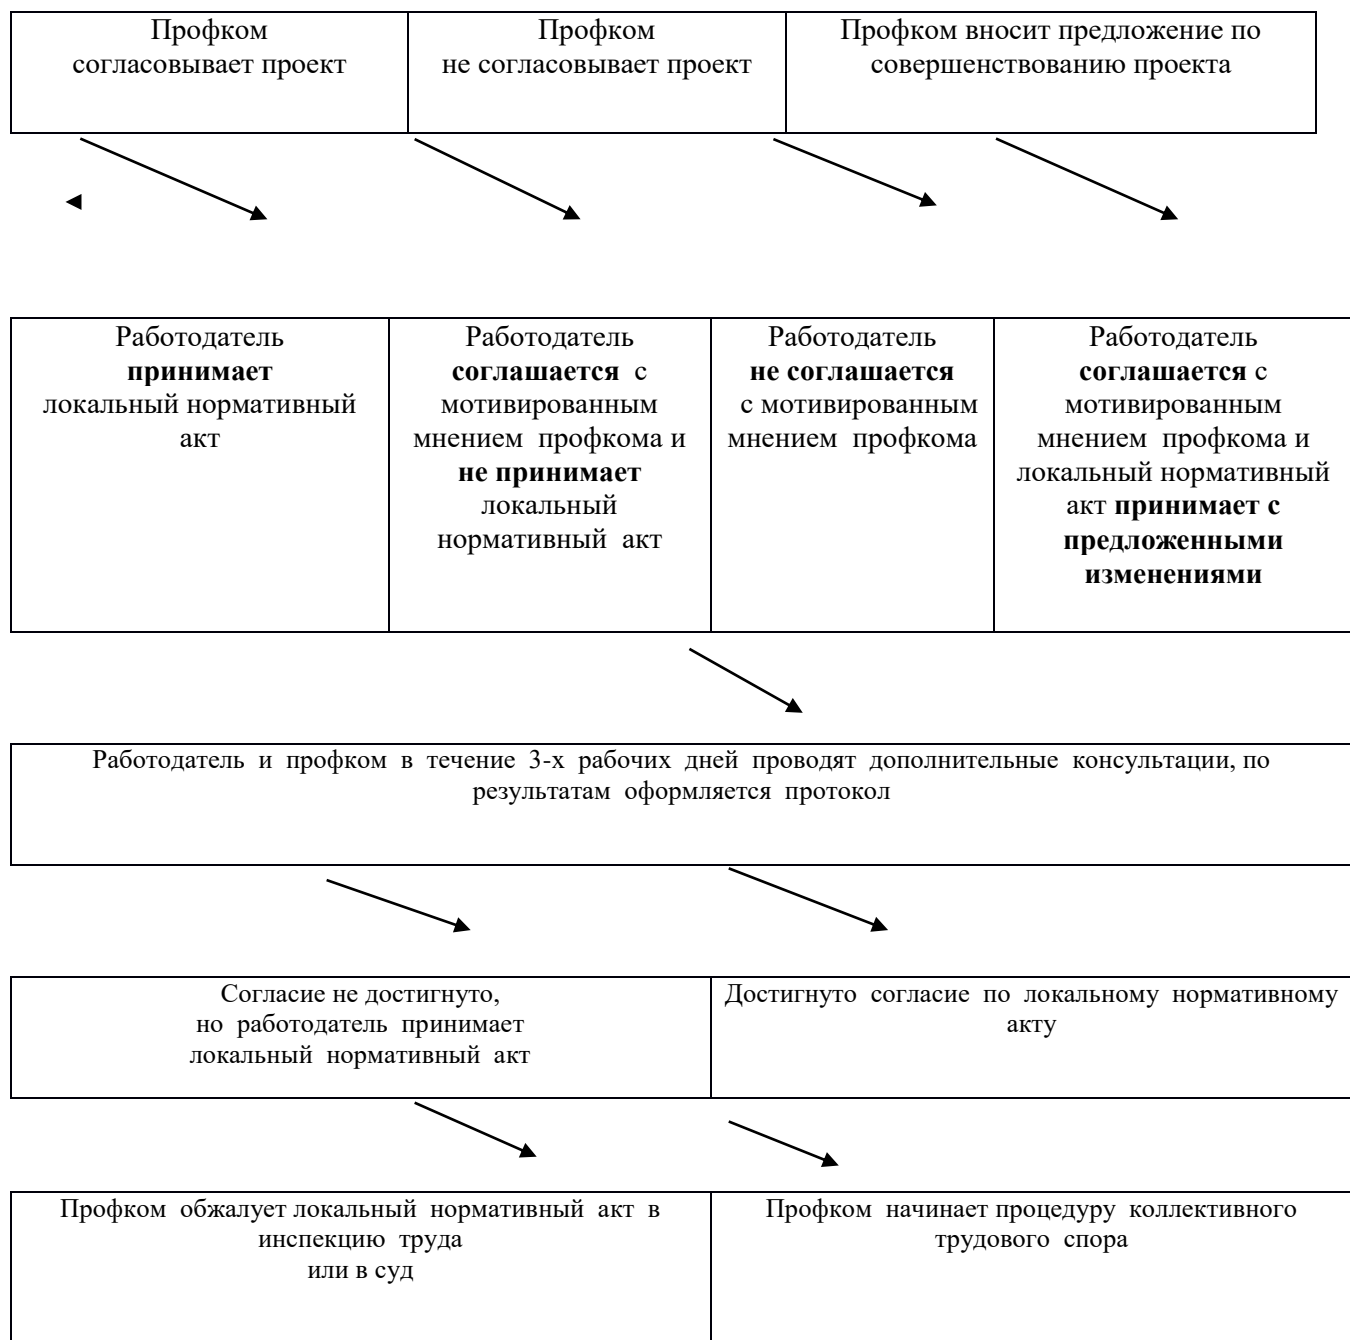 Профком
согласовывает проект
Профком
не согласовывает проект
Профком вносит предложение по
совершенствованию проекта
Работодатель
принимает
локальный нормативный
акт
Работодатель
соглашается с
мотивированным
мнением профкома и
не принимает
локальный
нормативный акт
Работодатель
не соглашается
с мотивированным
мнением профкома
Работодатель
соглашается с
мотивированным
мнением профкома и
локальный нормативный
акт принимает с
предложенными
изменениями
Работодатель и профком в течение 3-х рабочих дней проводят дополнительные консультации, по
результатам оформляется протокол
Согласие не достигнуто,
но работодатель принимает
локальный нормативный акт
Достигнуто согласие по локальному нормативному
акту
Профком обжалует локальный нормативный акт в
инспекцию труда
или в суд
Профком начинает процедуру коллективного
трудового спора